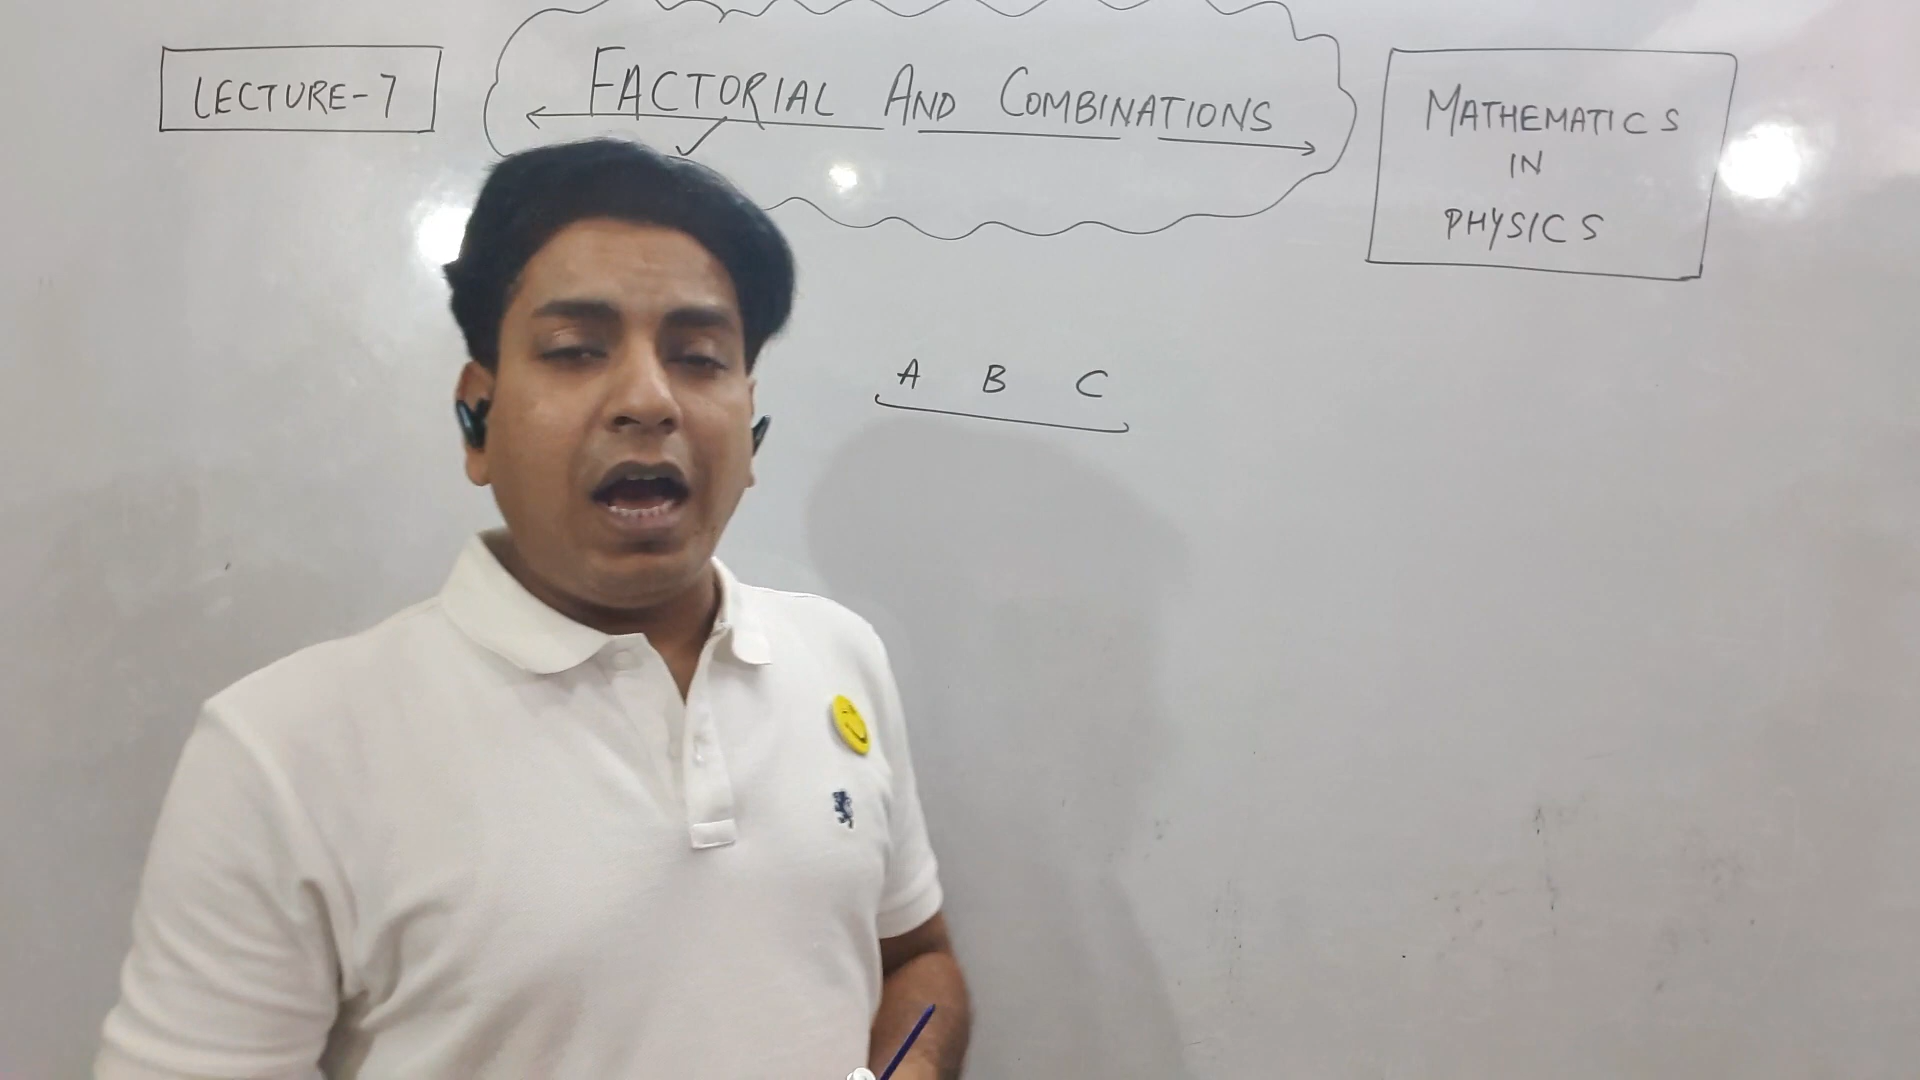 LECTURE-7
FACTORIAL AND COMBINATIONS
MATHEMATICS
IN
PHYSICS
A B C